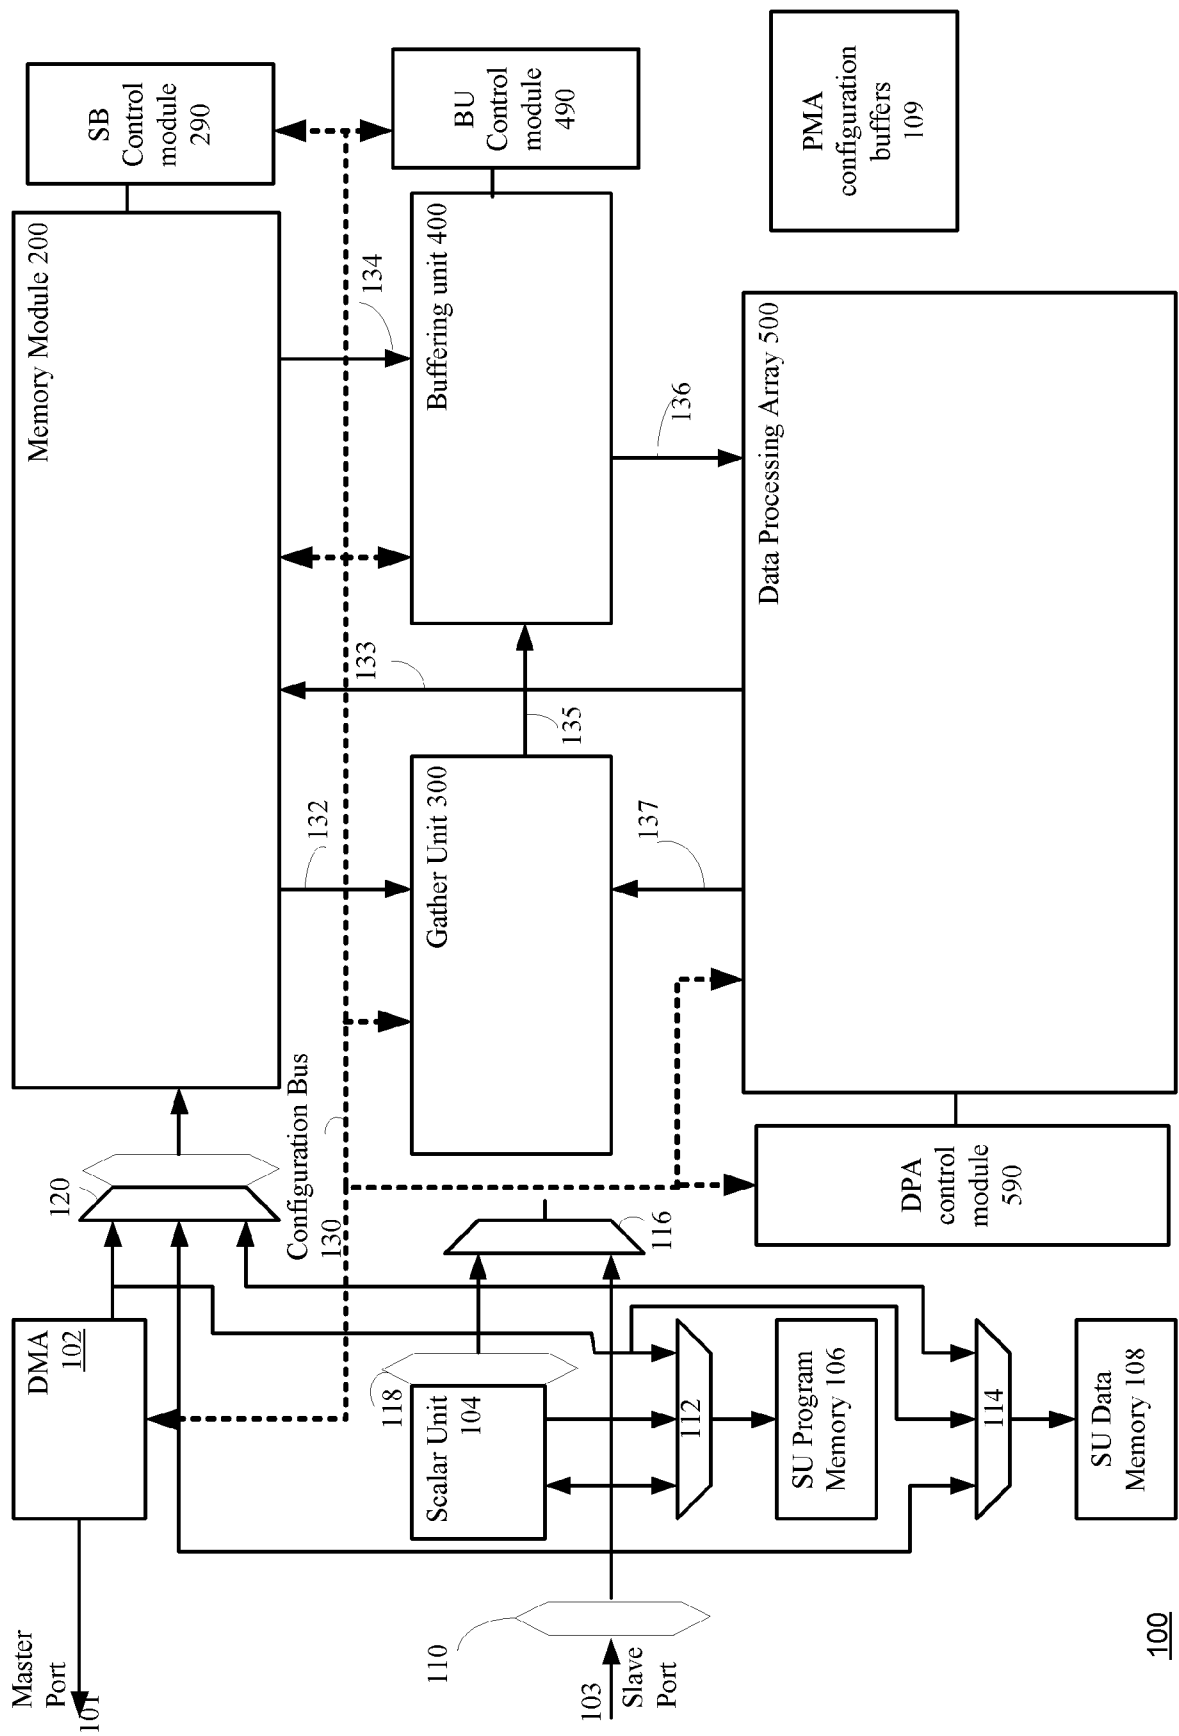 Master
Port
101
DMA
102
120
Memory Module 200
SB
Control
module
290
Configuration Bus
130
132
133
134
BU
Control
module
490
110
103
Slave
Port
118
Scalar Unit
104
116
Gather Unit 300
135
Buffering unit 400
137
136
112
SU Program
Memory 106
114
SU Data
Memory 108
DPA
control
module
590
Data Processing Array 500
PMA
configuration
buffers
109
100